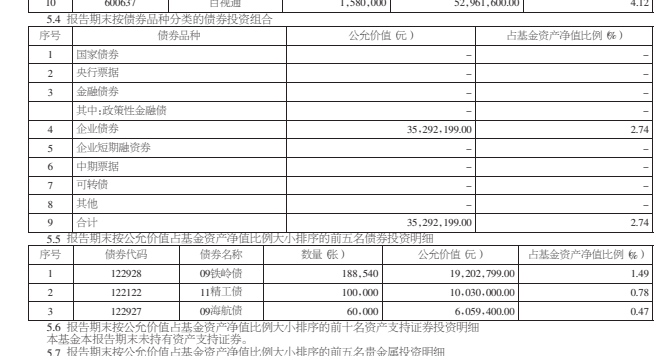 10 600637 百视通 1,580,000 52,961,600.00 4.12
5.4 报告期末按债券品种分类的债券投资组合
序号 债券品种 公允价值(元) 占基金资产净值比例(%)
1 国家债券 – –
2 央行票据 – –
3 金融债券 – –
其中:政策性金融债 – –
4 企业债券 35,292,199.00 2.74
5 企业短期融资券 – –
6 中期票据 – –
7 可转债 – –
8 其他 – –
9 合计 35,292,199.00 2.74
5.5 报告期末按公允价值占基金资产净值比例大小排序的前五名债券投资明细
序号 债券代码 债券名称 数量(张) 公允价值(元) 占基金资产净值比例(%)
1 122928 09铁岭债 188,540 19,202,799.00 1.49
2 122122 11精工债 100,000 10,030,000.00 0.78
3 122927 09海航债 60,000 6,059,400.00 0.47
5.6 报告期末按公允价值占基金资产净值比例大小排序的前十名资产支持证券投资明细
本基金本报告期末未持有资产支持证券。
5.7 报告期末按公允价值占基金资产净值比例大小排序的前五名贵金属投资明细